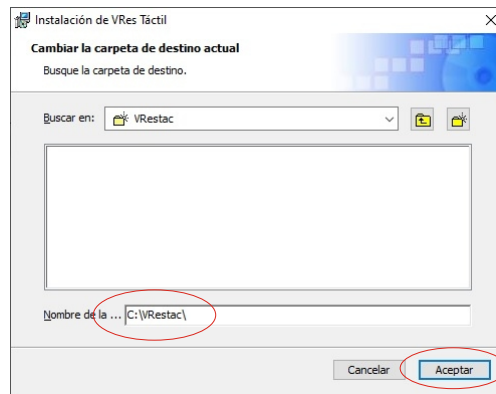 Instalación de VRes Táctil
Cambiar la carpeta de destino actual
Busque la carpeta de destino.
Buscar en: VRestac
Nombre de la ... C:\VRestac\
Cancelar Aceptar